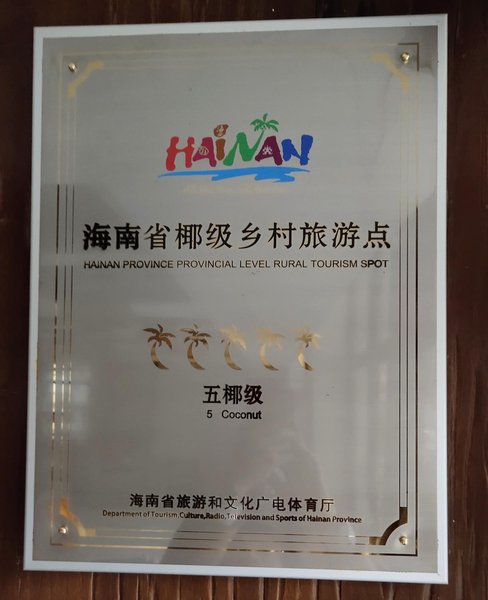 HAINAN
海南省椰级乡村旅游点
HAINAN PROVINCE PROVINCIAL LEVEL RURAL TOURISM SPOT
五椰级
5 Coconut
海南省旅游和文化广电体育厅
Department of Tourism,Culture,Radio,Television and Sports of Hainan Province